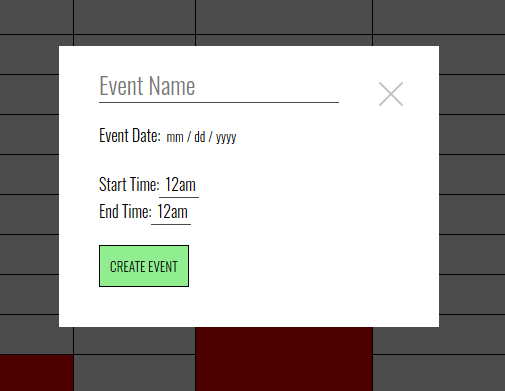 Event Name
Event Date: mm / dd / yyyy
Start Time: 12am
End Time: 12am
CREATE EVENT